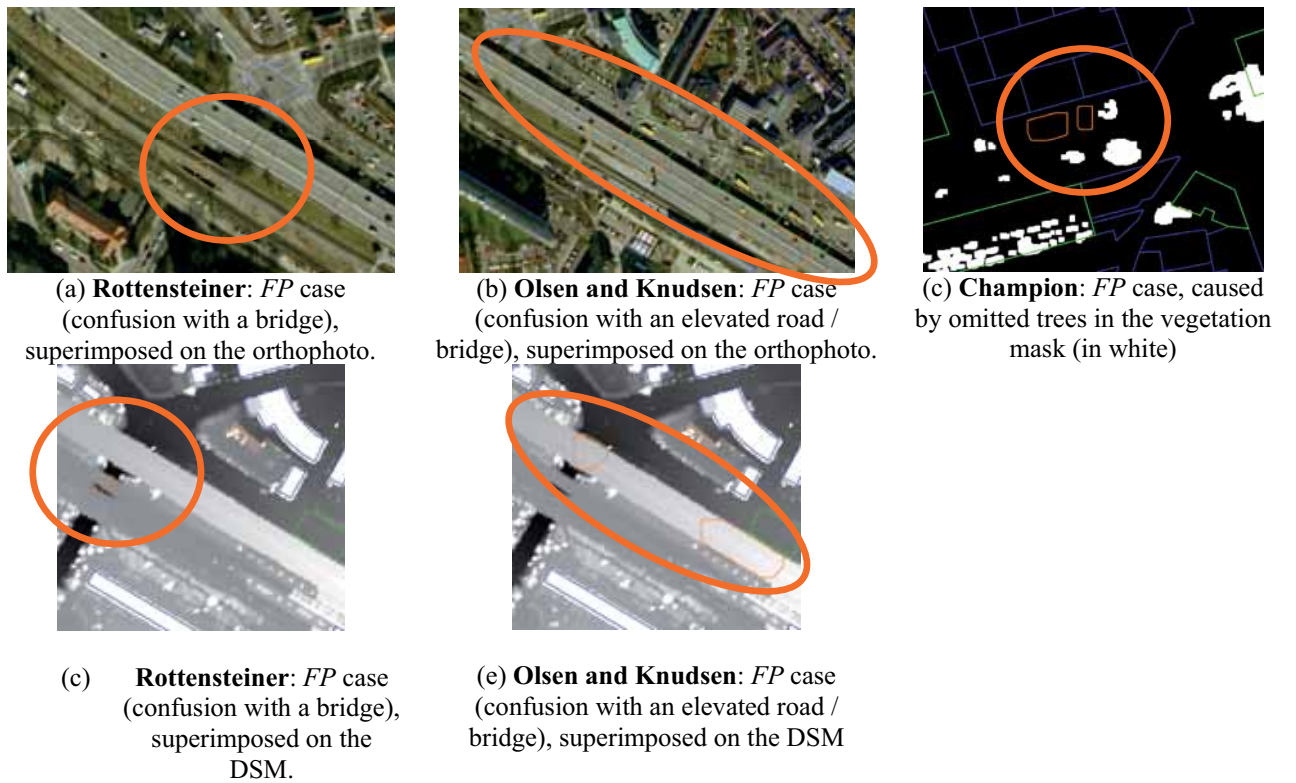 (a) Rottensteiner: FP case
(confusion with a bridge),
superimposed on the orthophoto.
(b) Olsen and Knudsen: FP case
(confusion with an elevated road /
bridge), superimposed on the orthophoto.
(c) Champion: FP case, caused
by omitted trees in the vegetation
mask (in white)
(c) Rottensteiner: FP case
(confusion with a bridge),
superimposed on the
DSM.
(e) Olsen and Knudsen: FP case
(confusion with an elevated road /
bridge), superimposed on the DSM